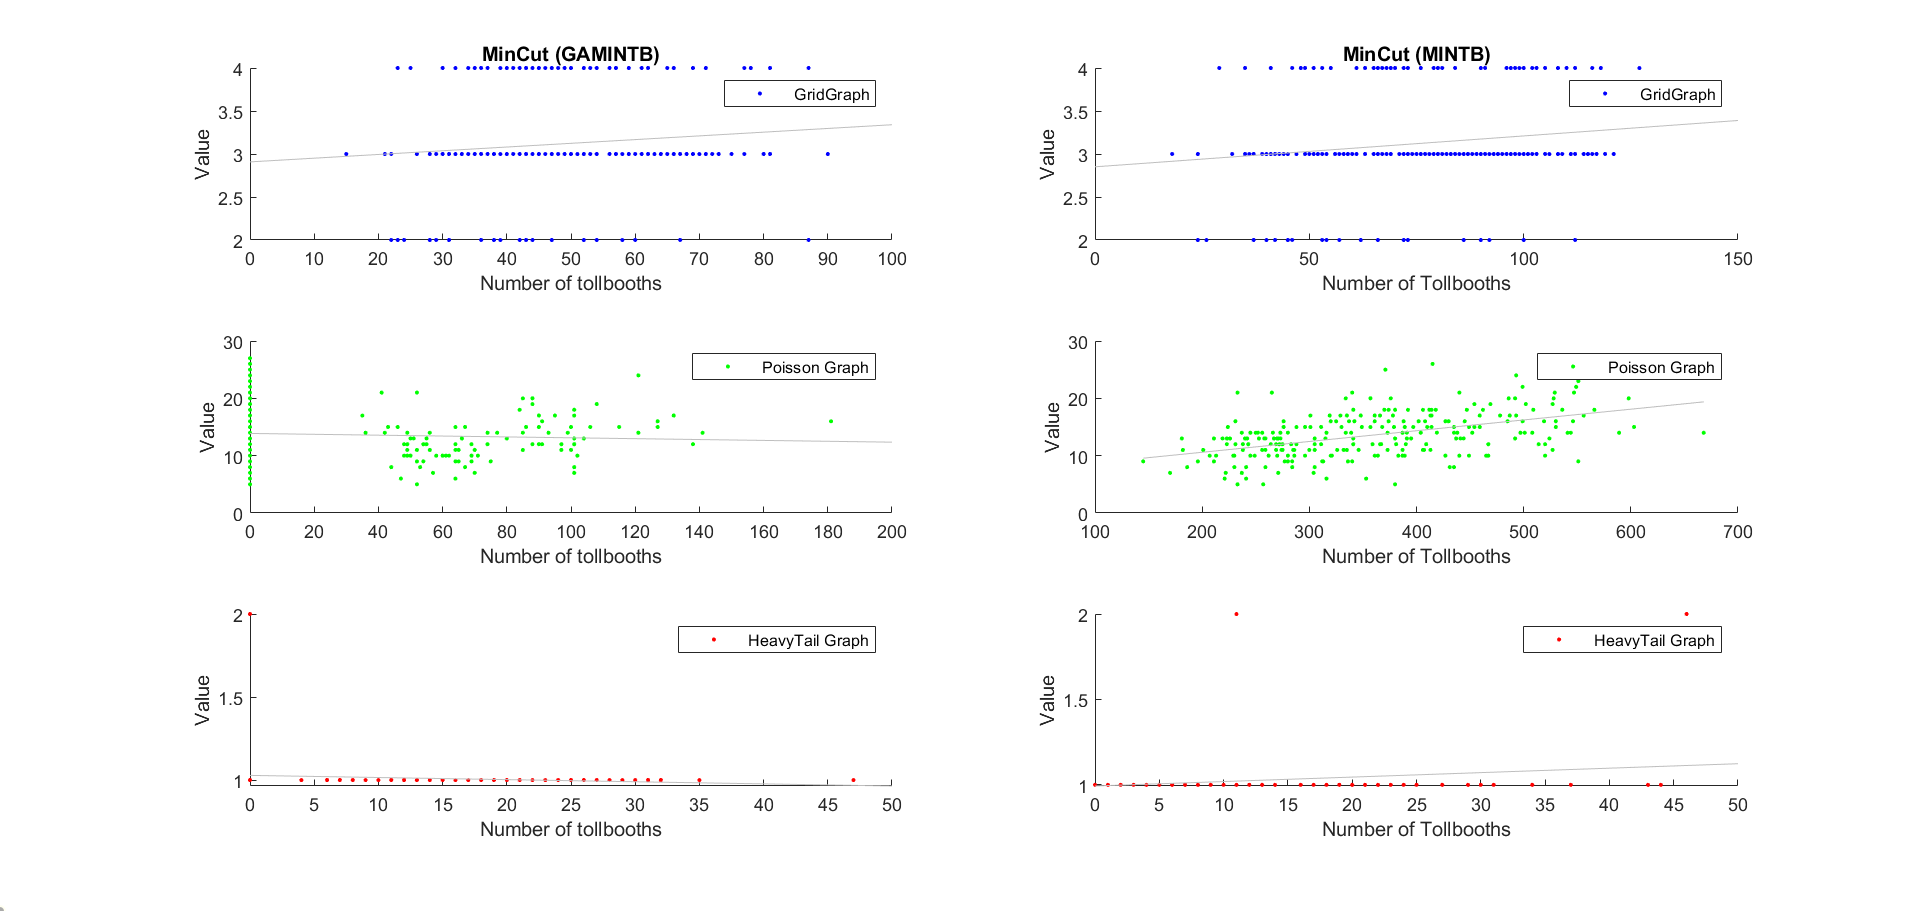 MinCut (GAMINTB)
4
3.5
3
2.5
2
Value
GridGraph
0 10 20 30 40 50 60 70 80 90 100
Number of tollbooths
MinCut (MINTB)
4
3.5
3
2.5
2
Value
GridGraph
0 50 100 150
Number of Tollbooths
30
20
10
0
Value
Poisson Graph
0 20 40 60 80 100 120 140 160 180 200
Number of tollbooths
30
20
10
0
Value
Poisson Graph
100 200 300 400 500 600 700
Number of Tollbooths
2
1.5
1
Value
HeavyTail Graph
0 5 10 15 20 25 30 35 40 45 50
Number of tollbooths
2
1.5
1
Value
HeavyTail Graph
0 5 10 15 20 25 30 35 40 45 50
Number of Tollbooths